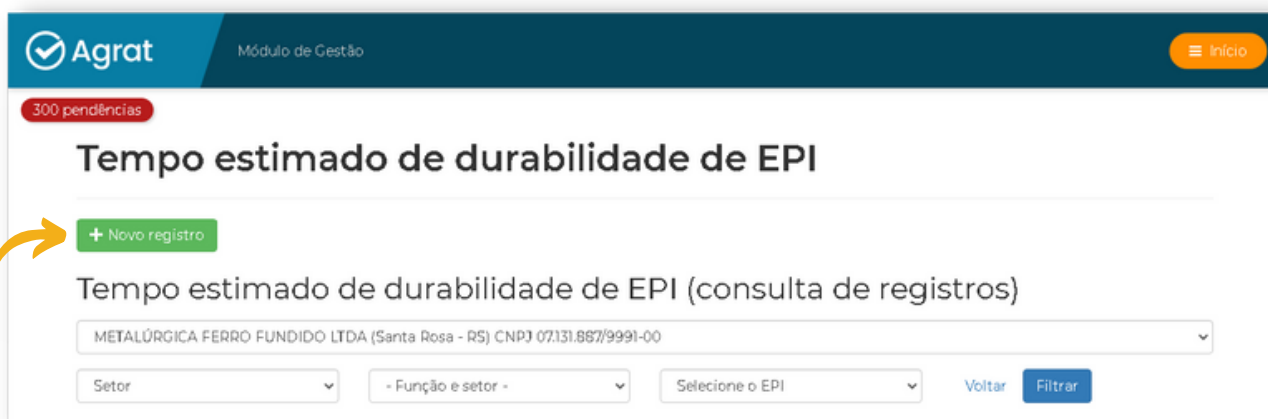 Agrat
Módulo de Gestão
Início
300 pendências
Tempo estimado de durabilidade de EPI
+ Novo registro
Tempo estimado de durabilidade de EPI (consulta de registros)
METALÚRGICA FERRO FUNDIDO LTDA (Santa Rosa - RS) CNPJ 07.131.887/9991-00
Setor - Função e setor - Selecione o EPI Voltar Filtrar